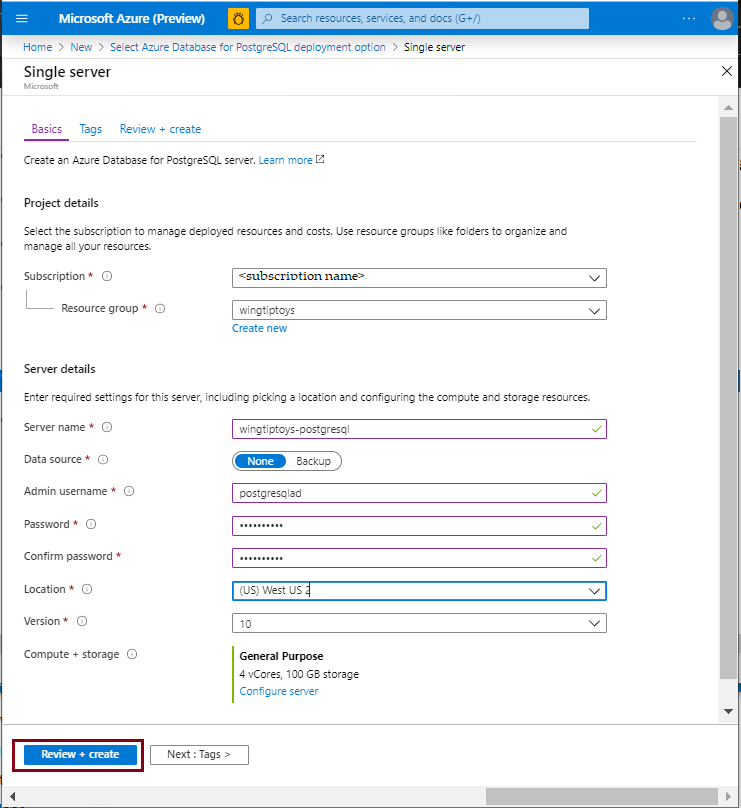 Microsoft Azure (Preview)
Search resources, services, and docs (G+/)
...
Home > New > Select Azure Database for PostgreSQL deployment option > Single server
Single server
Microsoft
Basics Tags Review + create
Create an Azure Database for PostgreSQL server. Learn more
Project details
Select the subscription to manage deployed resources and costs. Use resource groups like folders to organize and
manage all your resources.
Subscription *
<subscription name>
Resource group *
wingtiptoys
Create new
Server details
Enter required settings for this server, including picking a location and configuring the compute and storage resources.
Server name *
wingtiptoys-postgresql
Data source *
None Backup
Admin username *
postgresqlad
Password *
••••••••••
Confirm password *
••••••••••
Location *
(US) West US 2
Version *
10
Compute + storage
General Purpose
4 vCores, 100 GB storage
Configure server
Review + create
Next : Tags >